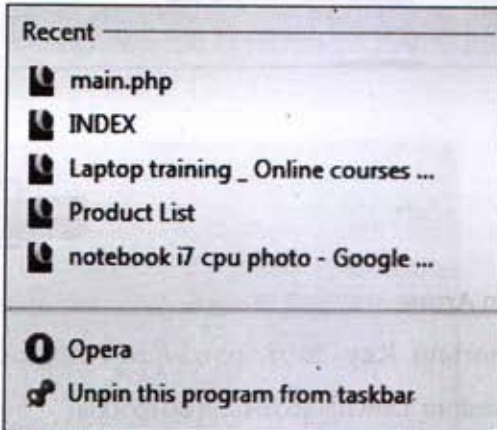 Recent
main.php
INDEX
Laptop training _ Online courses ...
Product List
notebook i7 cpu photo - Google ...
Opera
Unpin this program from taskbar